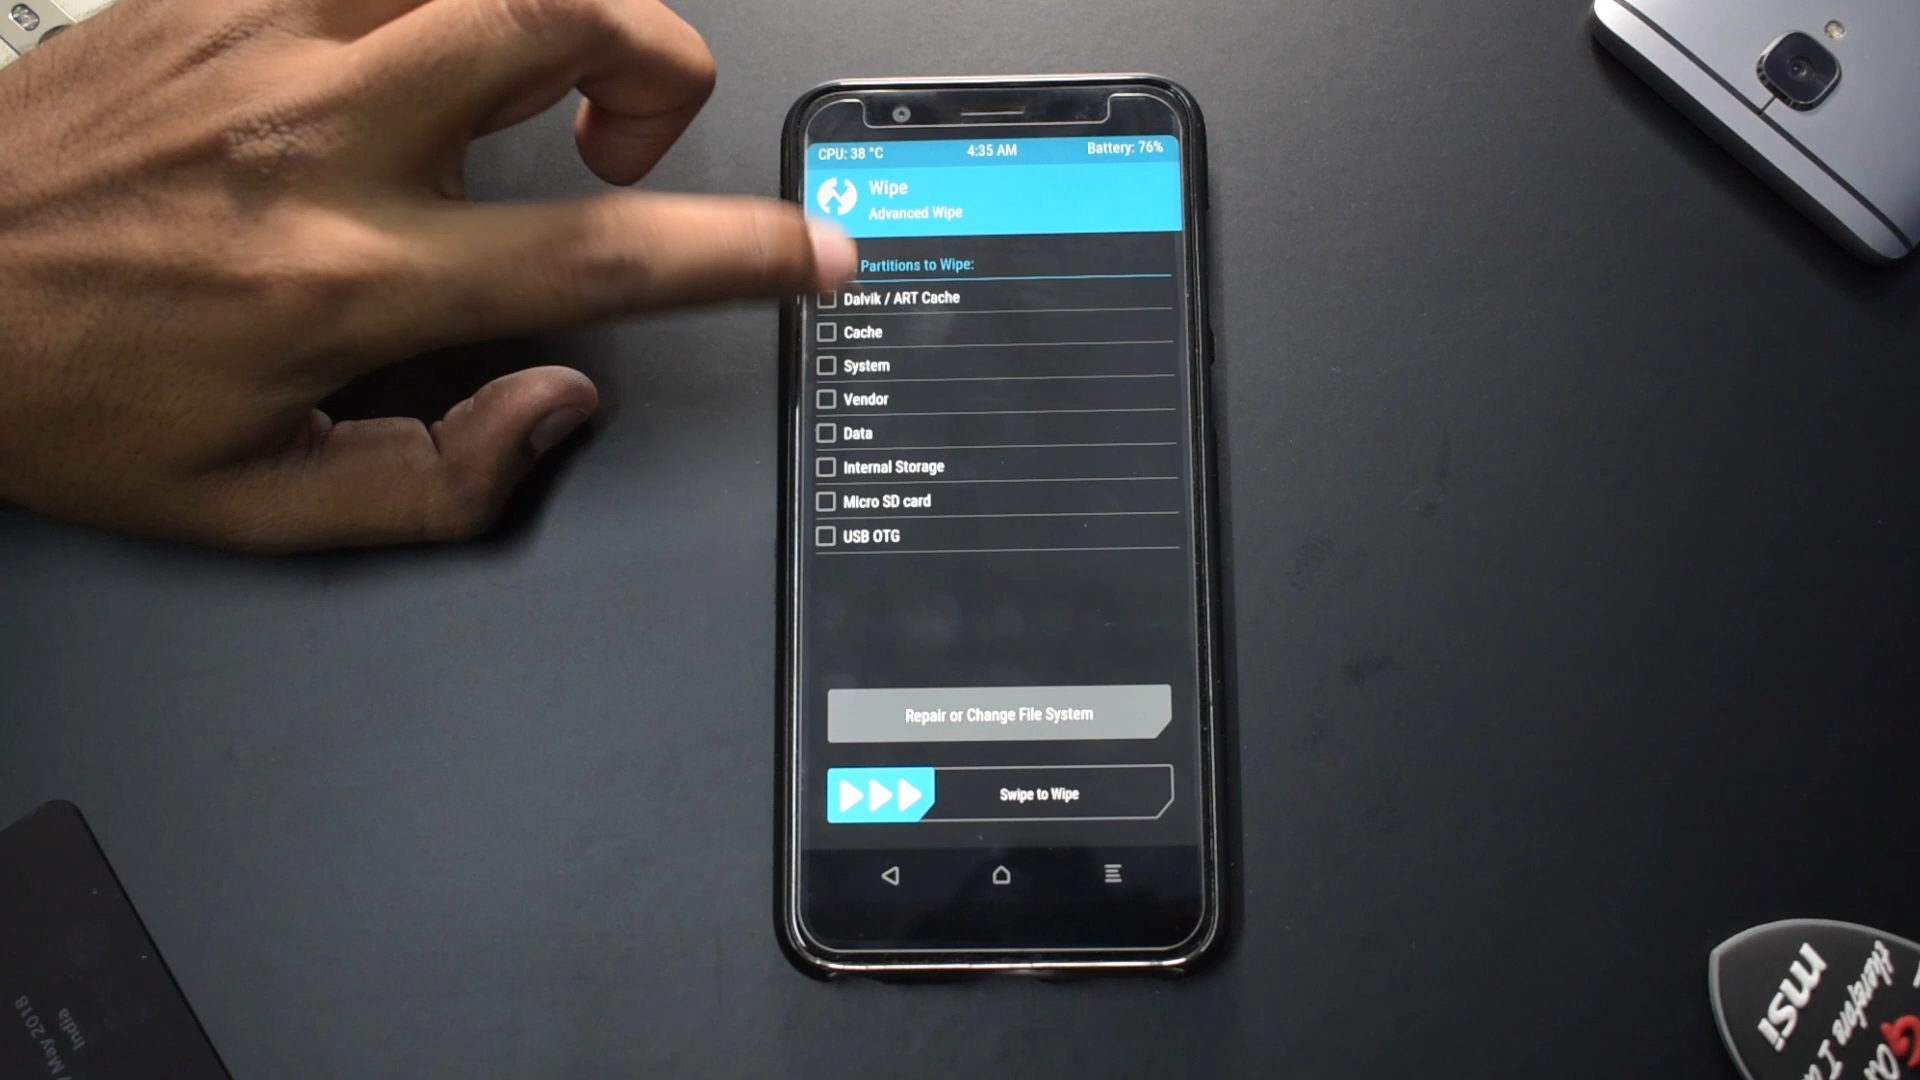 CPU: 38 °C 4:35 AM Battery: 76%
Wipe
Advanced Wipe
Partitions to Wipe:
Dalvik / ART Cache
Cache
System
Vendor
Data
Internal Storage
Micro SD card
USB OTG
Repair or Change File System
Swipe to Wipe
May 2018
India
msi
therefore I